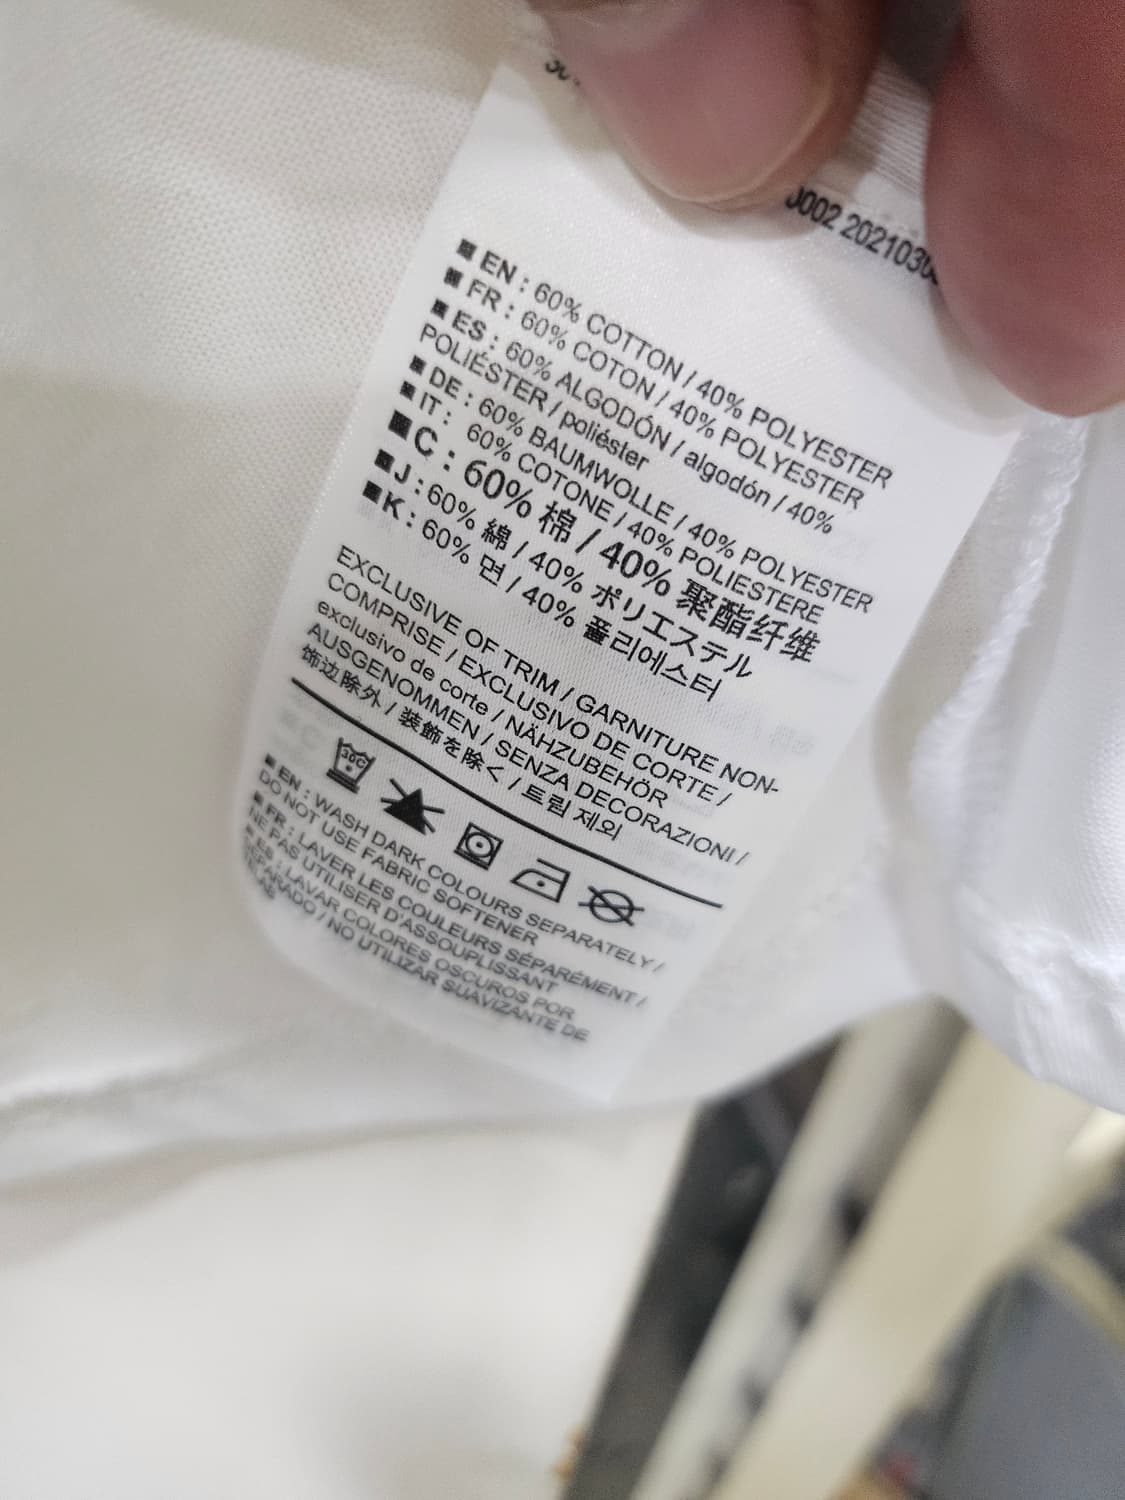 0002 2021030
EN : 60% COTTON / 40% POLYESTER
FR : 60% COTON / 40% POLYESTER
ES : 60% ALGODÓN / algodón / 40%
POLIÉSTER / poliéster
DE : 60% BAUMWOLLE / 40% POLYESTER
IT : 60% COTONE / 40% POLIESTERE
C : 60% 棉 / 40% 聚酯纤维
J : 60% 綿 / 40% ポリエステル
K : 60% 면 / 40% 폴리에스터
EXCLUSIVE OF TRIM / GARNITURE NON-
COMPRISE / EXCLUSIVO DE CORTE /
exclusivo de corte / NÄHZUBEHÖR
AUSGENOMMEN / SENZA DECORAZIONI /
饰边除外 / 装飾を除く / 트림 제외
30C
EN : WASH DARK COLOURS SEPARATELY /
DO NOT USE FABRIC SOFTENER
FR : LAVER LES COULEURS SÉPARÉMENT /
NE PAS UTILISER D'ASSOUPLISSANT
ES : LAVAR COLORES OSCUROS POR
SEPARADO / NO UTILIZAR SUAVIZANTE DE